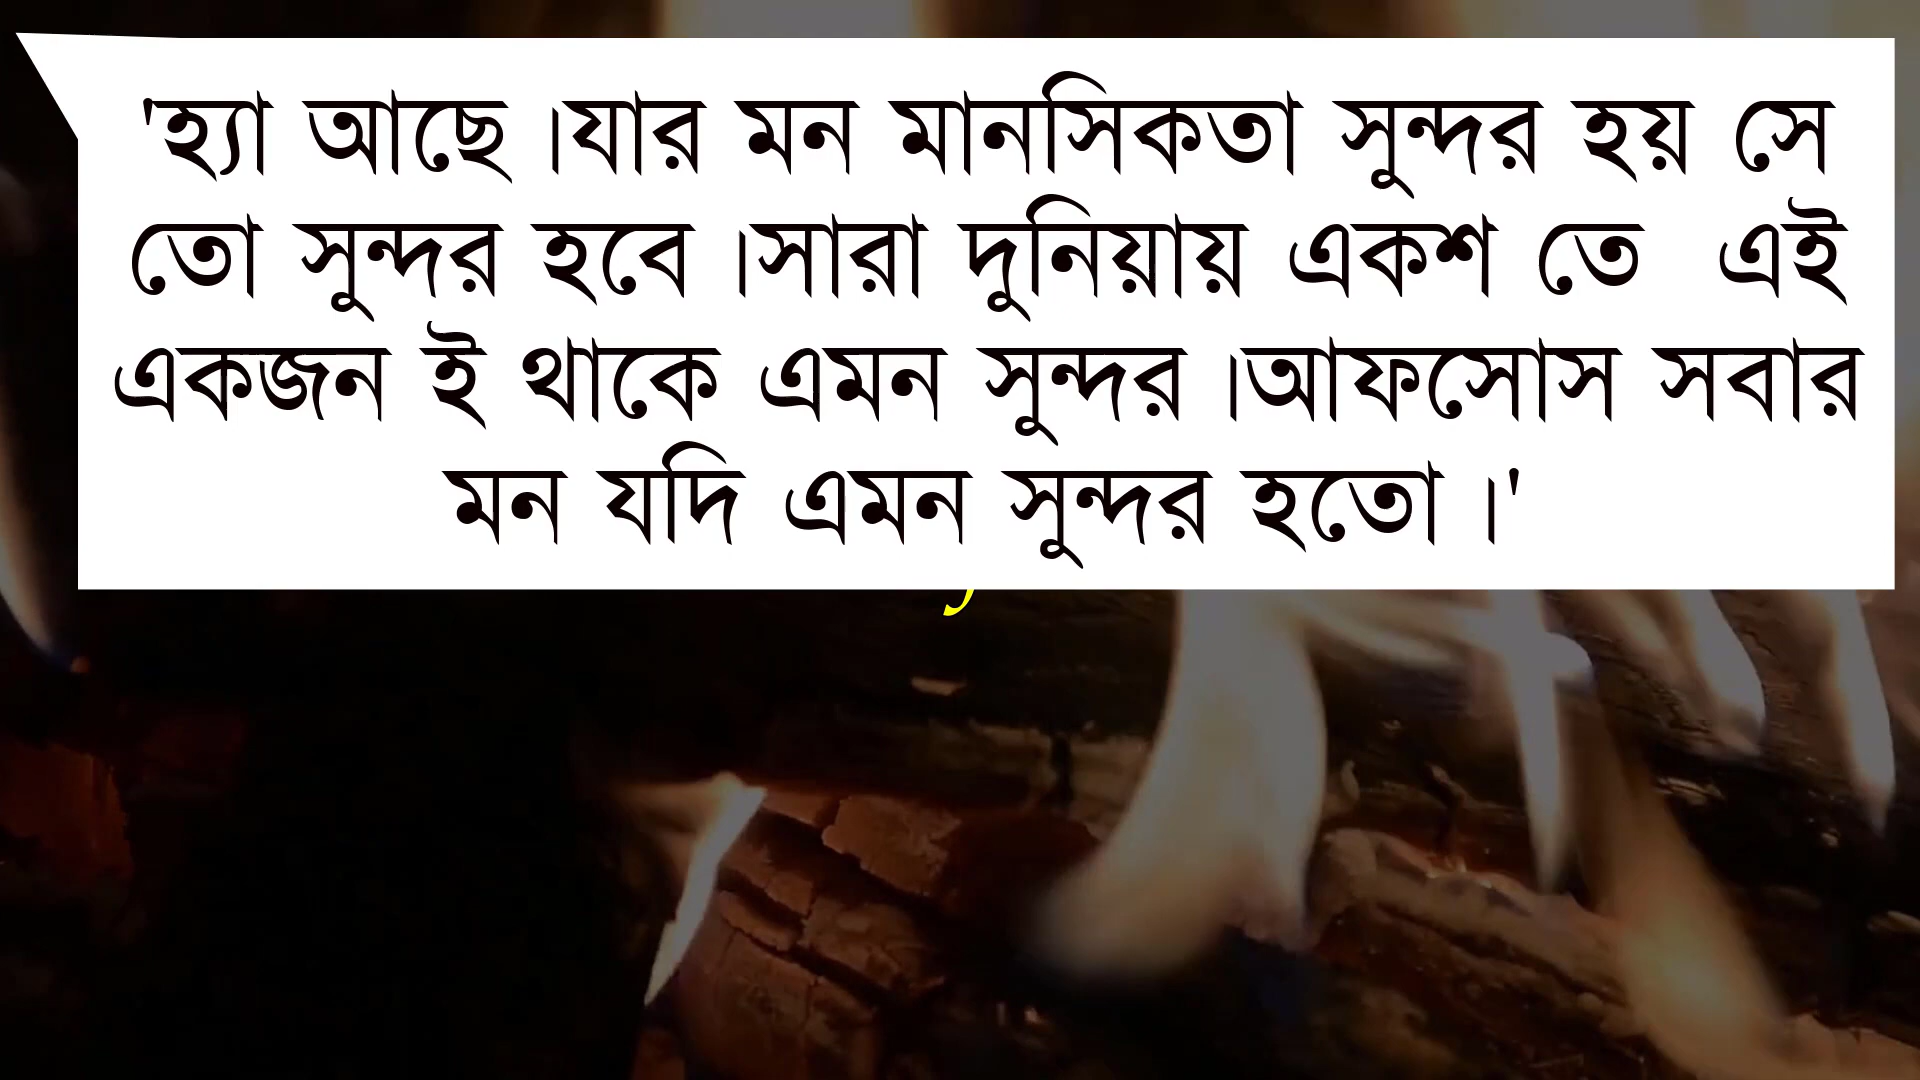 'হ্যা আছে ।যার মন মানসিকতা সুন্দর হয় সে
তো সুন্দর হবে ।সারা দুনিয়ায় একশ তে  এই
একজন ই থাকে এমন সুন্দর ।আফসোস সবার
মন যদি এমন সুন্দর হতো ।'